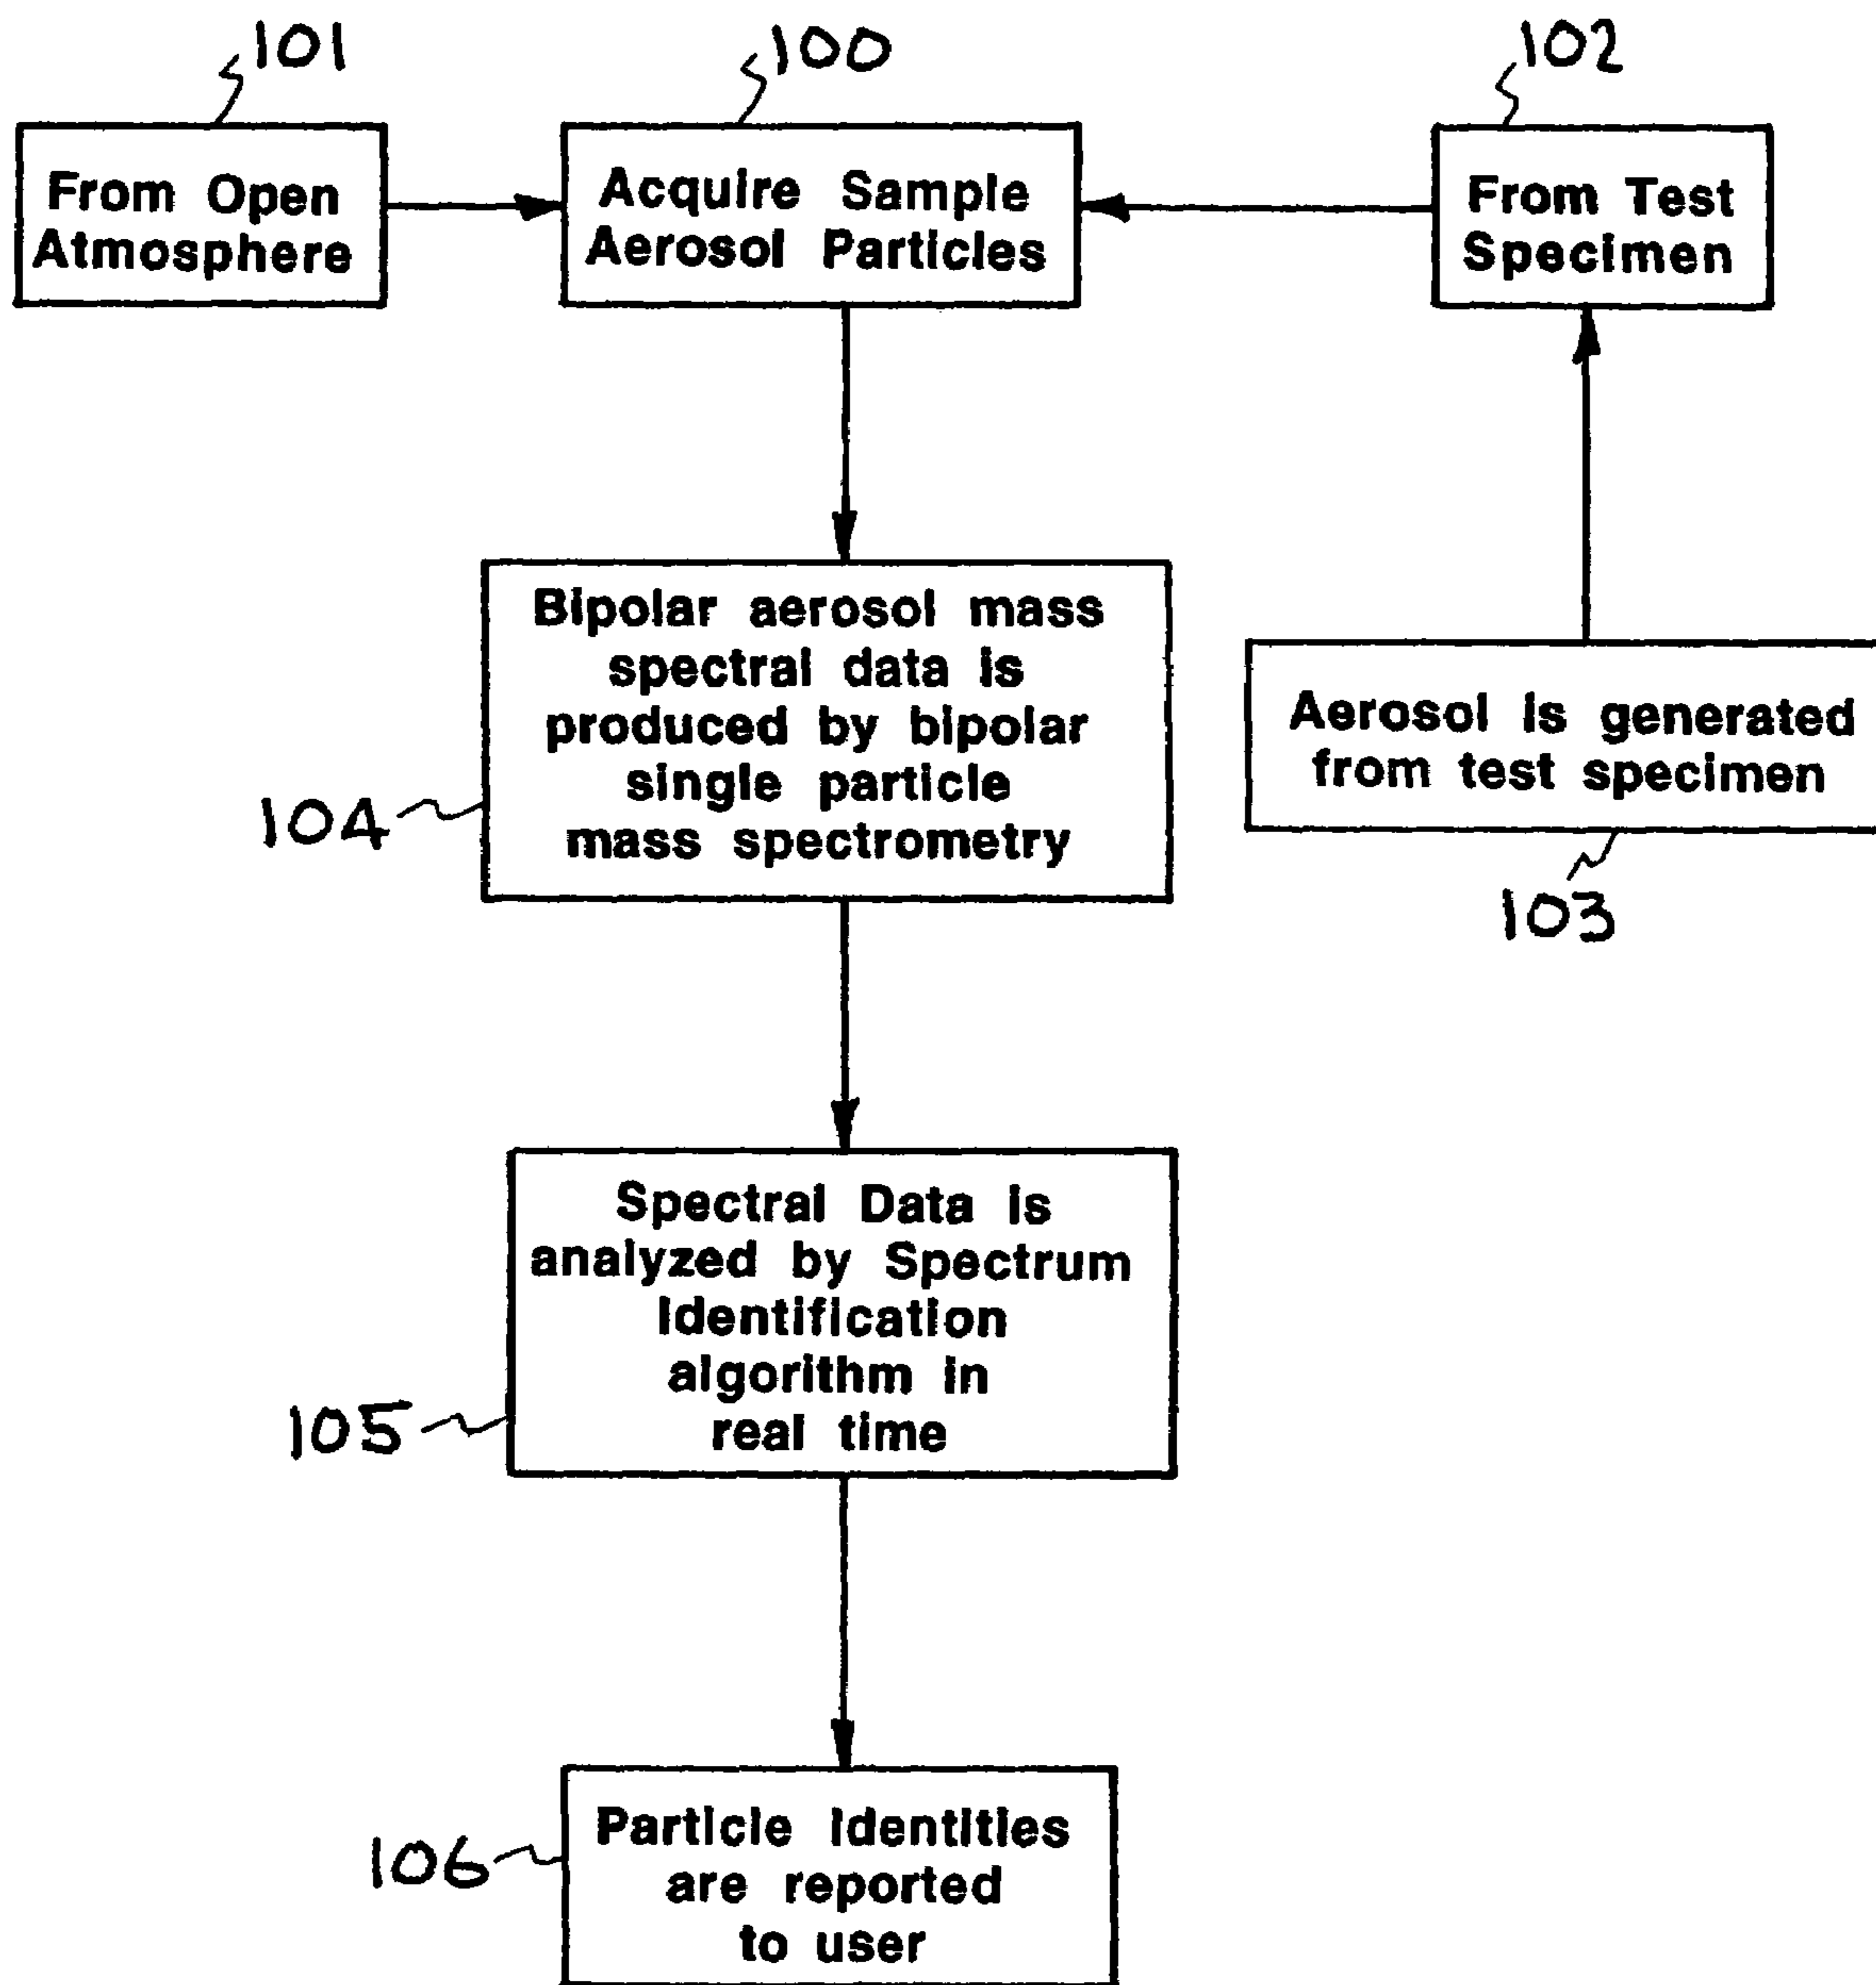 101
100
102
From Open
Atmosphere
Acquire Sample
Aerosol Particles
From Test
Specimen
Bipolar aerosol mass
spectral data is
produced by bipolar
single particle
mass spectrometry
104
Aerosol is generated
from test specimen
103
Spectral Data is
analyzed by Spectrum
Identification
algorithm in
real time
105
Particle Identities
are reported
to user
106